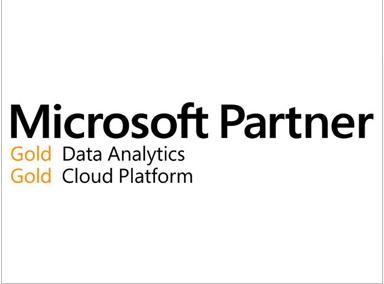 Microsoft Partner
Gold Data Analytics
Gold Cloud Platform